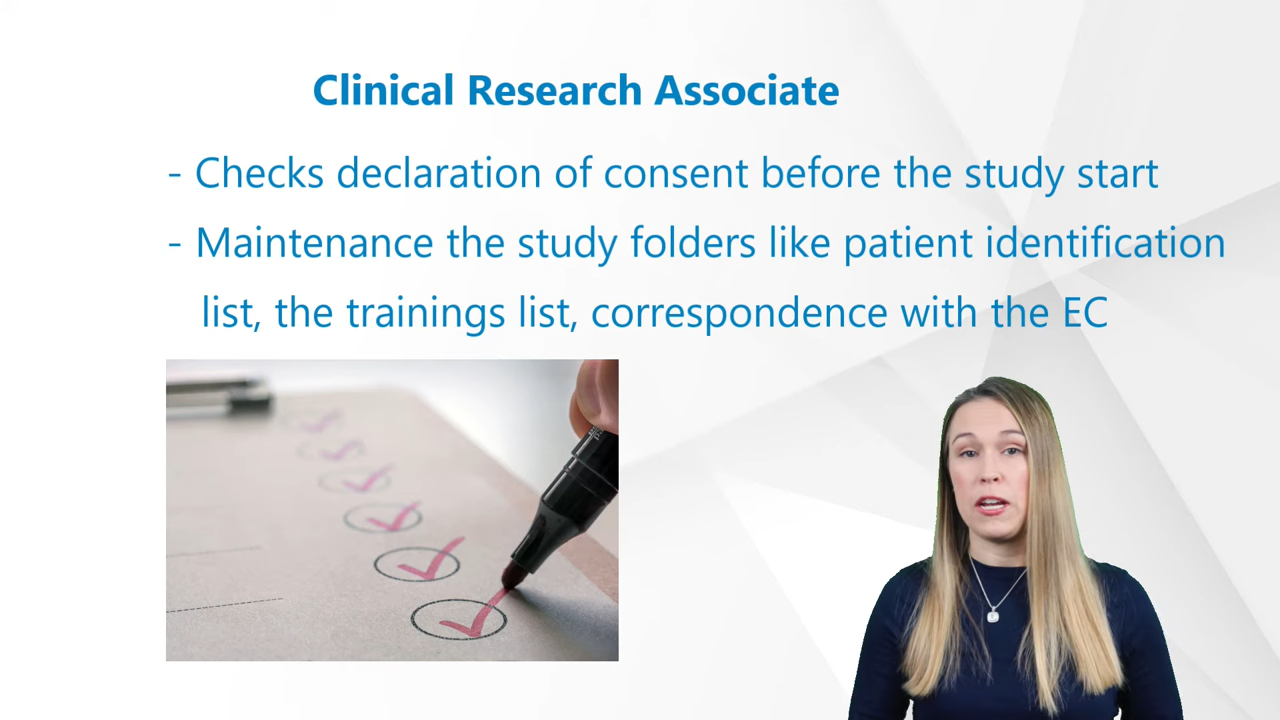 Clinical Research Associate
- Checks declaration of consent before the study start
- Maintenance the study folders like patient identification
list, the trainings list, correspondence with the EC